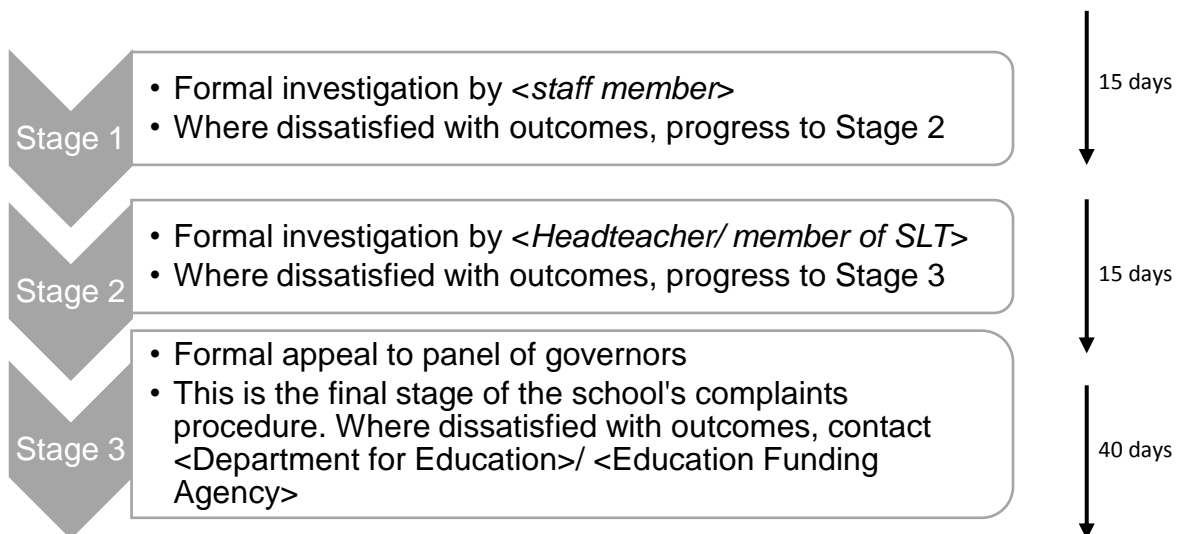 Stage 1
• Formal investigation by <staff member>
• Where dissatisfied with outcomes, progress to Stage 2
15 days
Stage 2
• Formal investigation by <Headteacher/ member of SLT>
• Where dissatisfied with outcomes, progress to Stage 3
15 days
Stage 3
• Formal appeal to panel of governors
• This is the final stage of the school's complaints
procedure. Where dissatisfied with outcomes, contact
<Department for Education>/ <Education Funding
Agency>
40 days